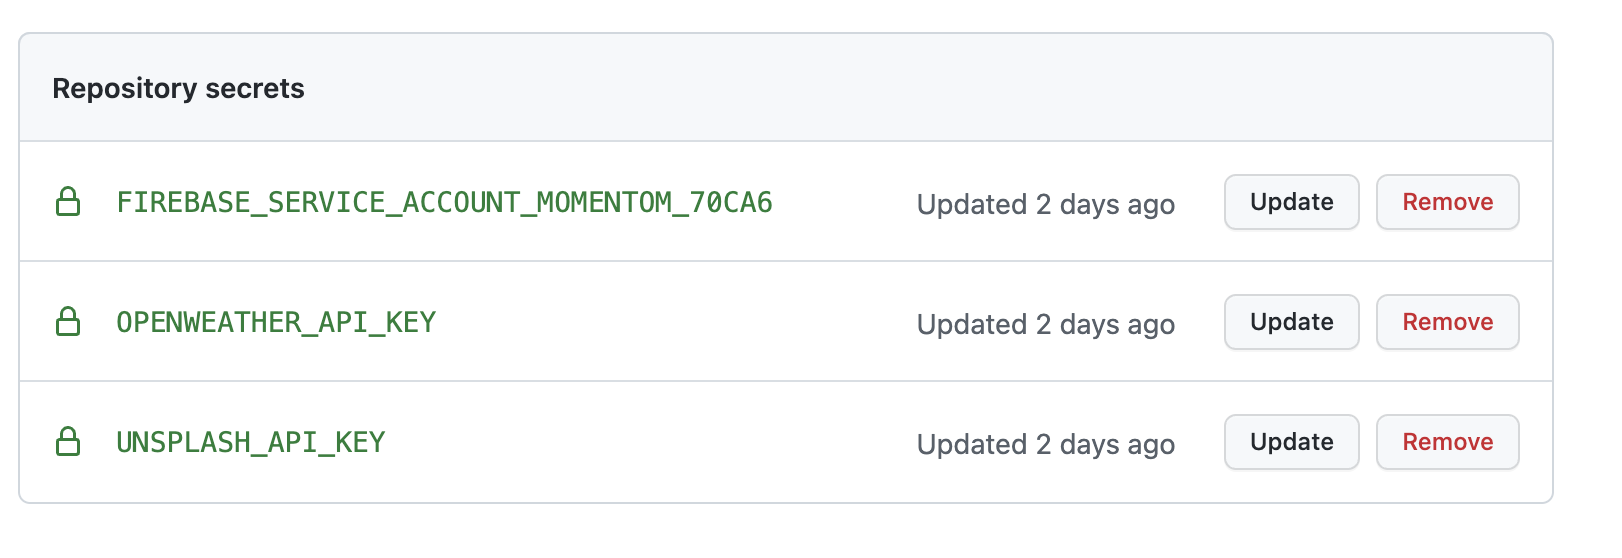 Repository secrets
FIREBASE_SERVICE_ACCOUNT_MOMENTOM_70CA6 Updated 2 days ago Update Remove
OPENWEATHER_API_KEY Updated 2 days ago Update Remove
UNSPLASH_API_KEY Updated 2 days ago Update Remove